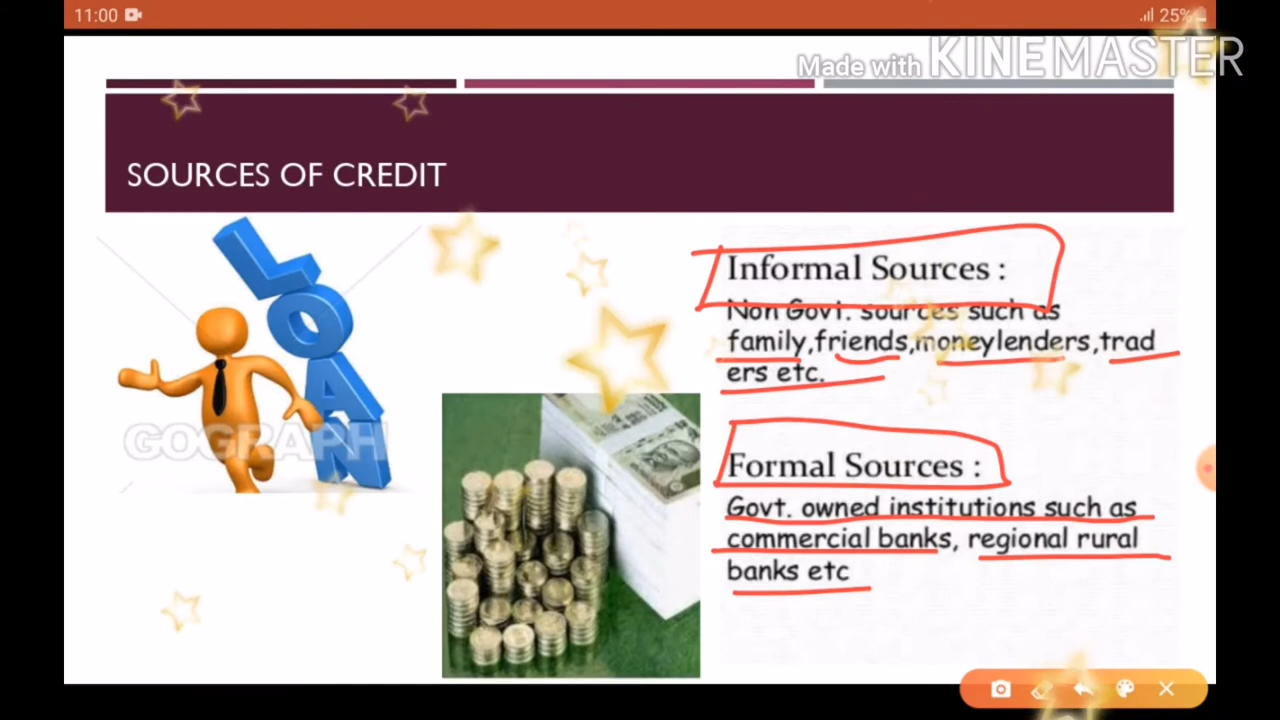 11:00
25%
Made with KINEMASTER
SOURCES OF CREDIT
LOAN
GOGRAPH
Informal Sources :
Non Govt. sources such as
family,friends,moneylenders,trad
ers etc.
Formal Sources :
Govt. owned institutions such as
commercial banks, regional rural
banks etc